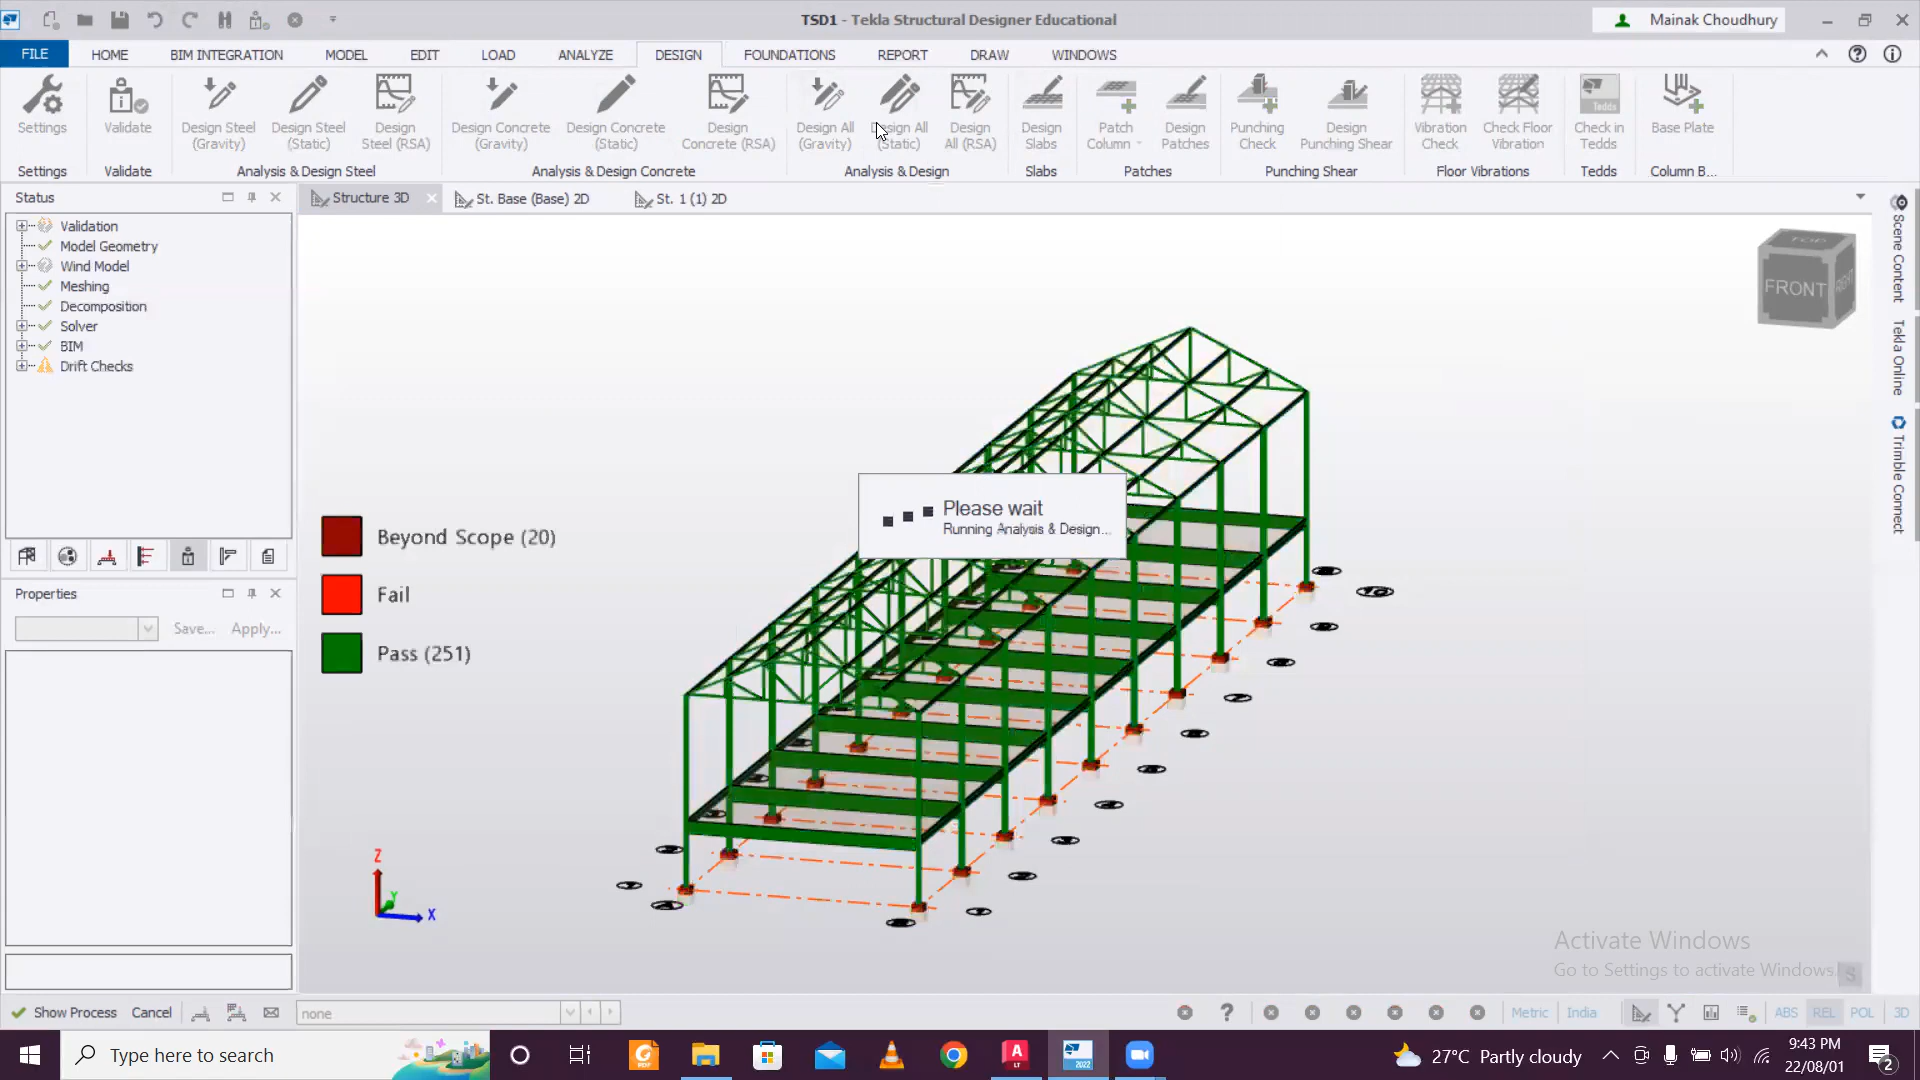 TSD1 - Tekla Structural Designer Educational
Mainak Choudhury
FILE
HOME
BIM INTEGRATION
MODEL
EDIT
LOAD
ANALYZE
DESIGN
FOUNDATIONS
REPORT
DRAW
WINDOWS
Settings
Validate
Design Steel
(Gravity)
Design Steel
(Static)
Design
Steel (RSA)
Design Concrete
(Gravity)
Design Concrete
(Static)
Design
Concrete (RSA)
Design All
(Gravity)
Design All
(Static)
Design
All (RSA)
Design
Slabs
Patch
Column
Design
Patches
Punching
Check
Design
Punching Shear
Vibration
Check
Check Floor
Vibration
Tedds
Check in
Tedds
Base Plate
Settings
Validate
Analysis & Design Steel
Analysis & Design Concrete
Analysis & Design
Slabs
Patches
Punching Shear
Floor Vibrations
Tedds
Column B...
Status
Structure 3D
St. Base (Base) 2D
St. 1 (1) 2D
Validation
Model Geometry
Wind Model
Meshing
Decomposition
Solver
BIM
Drift Checks
TOP
FRONT
RIGHT
Scene Content
Tekla Online
Trimble Connect
Please wait
Running Analysis & Design...
Beyond Scope (20)
Fail
Pass (251)
Properties
Save...
Apply...
Z
Y
X
10
Activate Windows
Go to Settings to activate Windows.
S
Show Process
Cancel
none
Metric
India
ABS
REL
POL
3D
Type here to search
PDF
A
LT
2022
27°C Partly cloudy
9:43 PM
22/08/01
2